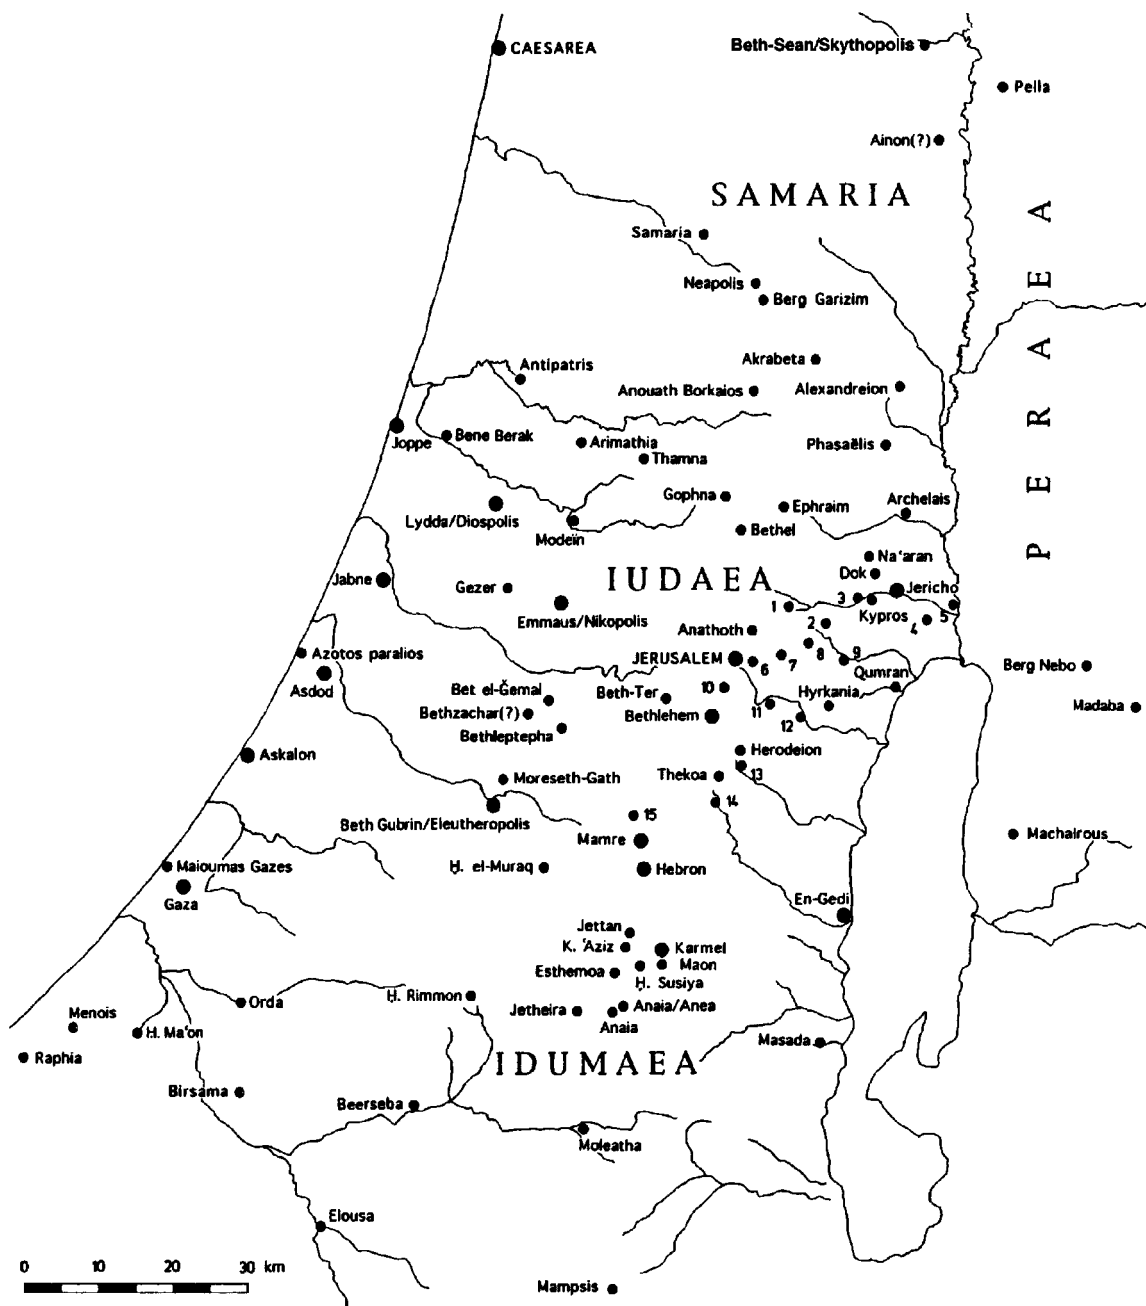 CAESAREA
Beth-Sean/Skythopolis
Pella
Ainon(?)
SAMARIA
PERAEA
Samaria
Neapolis
Berg Garizim
Antipatris
Akrabeta
Anouath Borkaios
Alexandreion
Joppe
Bene Berak
Arimathia
Thamna
Phasaëlis
Gophna
Ephraim
Archelais
Lydda/Diospolis
Modeïn
Bethel
Na'aran
Dok
Jabne
Gezer
IUDAEA
Jericho
3
1
Kypros
4
5
Emmaus/Nikopolis
2
Anathoth
8
9
JERUSALEM
6
7
Azotos paralios
Asdod
Qumran
Berg Nebo
Bet el-Ǧemal
Beth-Ter
10
Hyrkania
Madaba
Bethzachar(?)
Bethlehem
11
12
Bethleptepha
Askalon
Herodeion
Moreseth-Gath
Thekoa
13
14
15
Beth Gubrin/Eleutheropolis
Mamre
Machairous
Maioumas Gazes
Ḥ. el-Muraq
Hebron
Gaza
En-Gedi
Jettan
K. 'Aziz
Karmel
Esthemoa
Maon
Ḥ. Susiya
Orda
Ḥ. Rimmon
Jetheira
Anaia/Anea
Anaia
Menois
Ḥ. Ma'on
Masada
Raphia
IDUMAEA
Birsama
Beerseba
Moleatha
Elousa
0 10 20 30 km
Mampsis